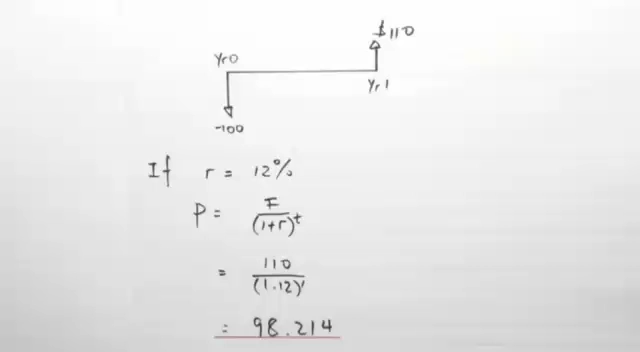 $110
Yr0
Yr1
-100
If r = 12%
P = F/(1+r)^t
= 110/(1.12)^1
= 98.214